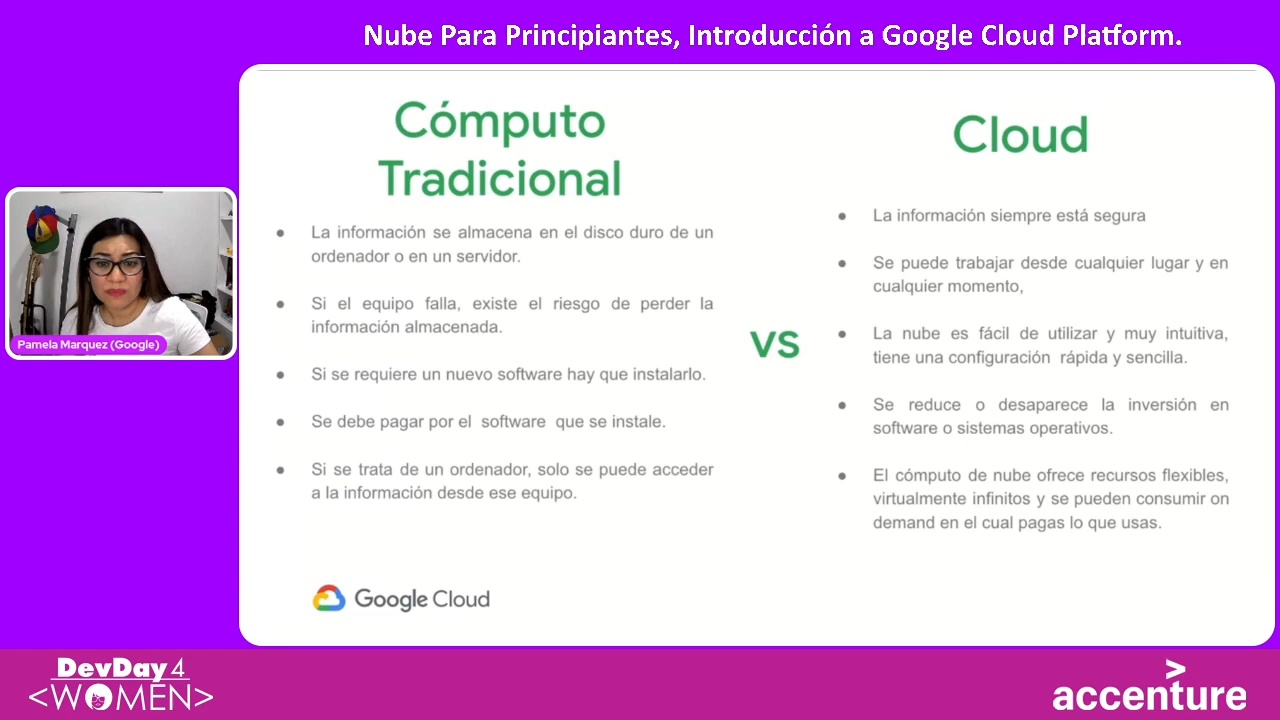 Nube Para Principiantes, Introducción a Google Cloud Platform.
Cómputo
Tradicional
● La información se almacena en el disco duro de un
ordenador o en un servidor.
● Si el equipo falla, existe el riesgo de perder la
información almacenada.
● Si se requiere un nuevo software hay que instalarlo.
● Se debe pagar por el software que se instale.
● Si se trata de un ordenador, solo se puede acceder
a la información desde ese equipo.
VS
Cloud
● La información siempre está segura
● Se puede trabajar desde cualquier lugar y en
cualquier momento,
● La nube es fácil de utilizar y muy intuitiva,
tiene una configuración rápida y sencilla.
● Se reduce o desaparece la inversión en
software o sistemas operativos.
● El cómputo de nube ofrece recursos flexibles,
virtualmente infinitos y se pueden consumir on
demand en el cual pagas lo que usas.
Google Cloud
Pamela Marquez (Google)
DevDay4
<WOMEN>
accenture